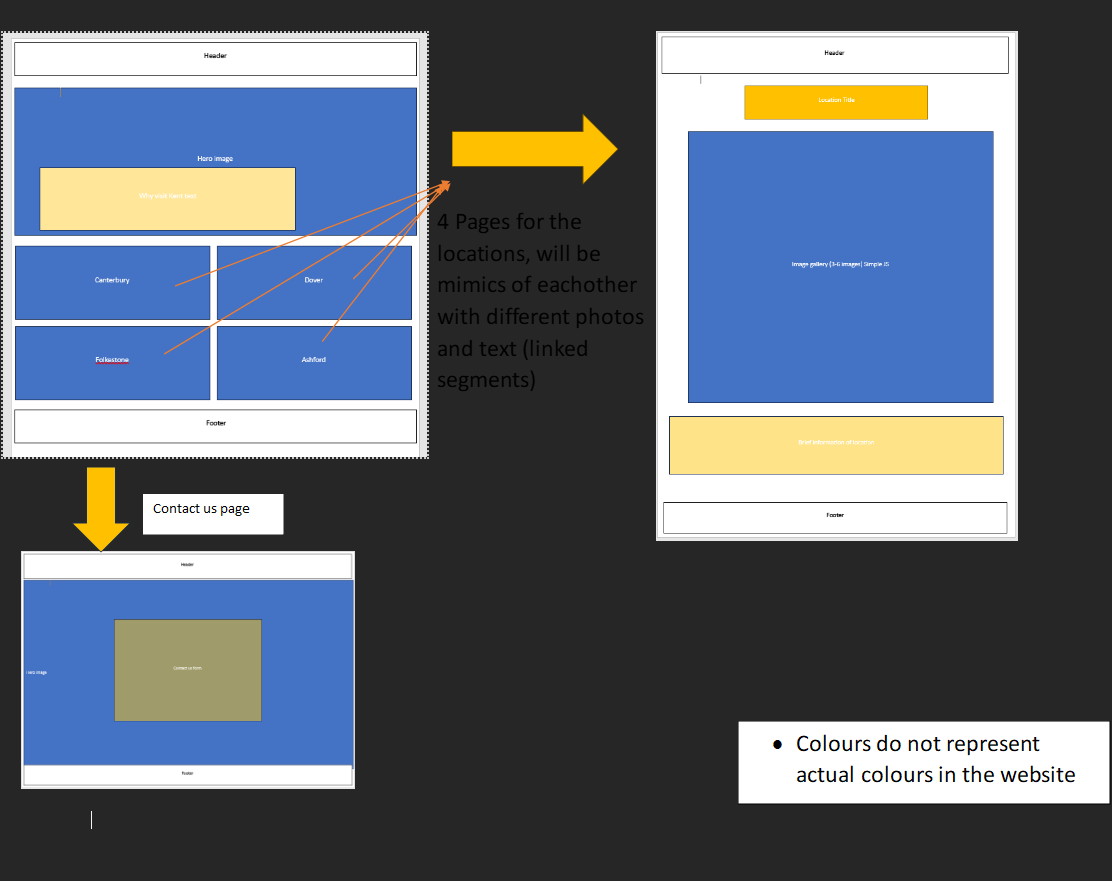 Header
Hero image
Why visit Kent text
Canterbury
Dover
Folkestone
Ashford
Footer
4 Pages for the
locations, will be
mimics of eachother
with different photos
and text (linked
segments)
Header
Location Title
Image gallery (3-6 images) Simple JS
Brief information of location
Footer
Contact us page
Header
Hero image
Contact us form
Footer
• Colours do not represent
actual colours in the website